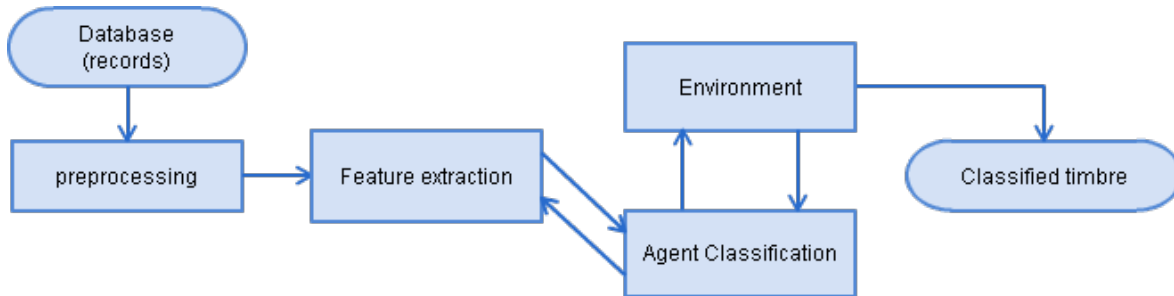 Database
(records)
preprocessing
Feature extraction
Environment
Agent Classification
Classified timbre